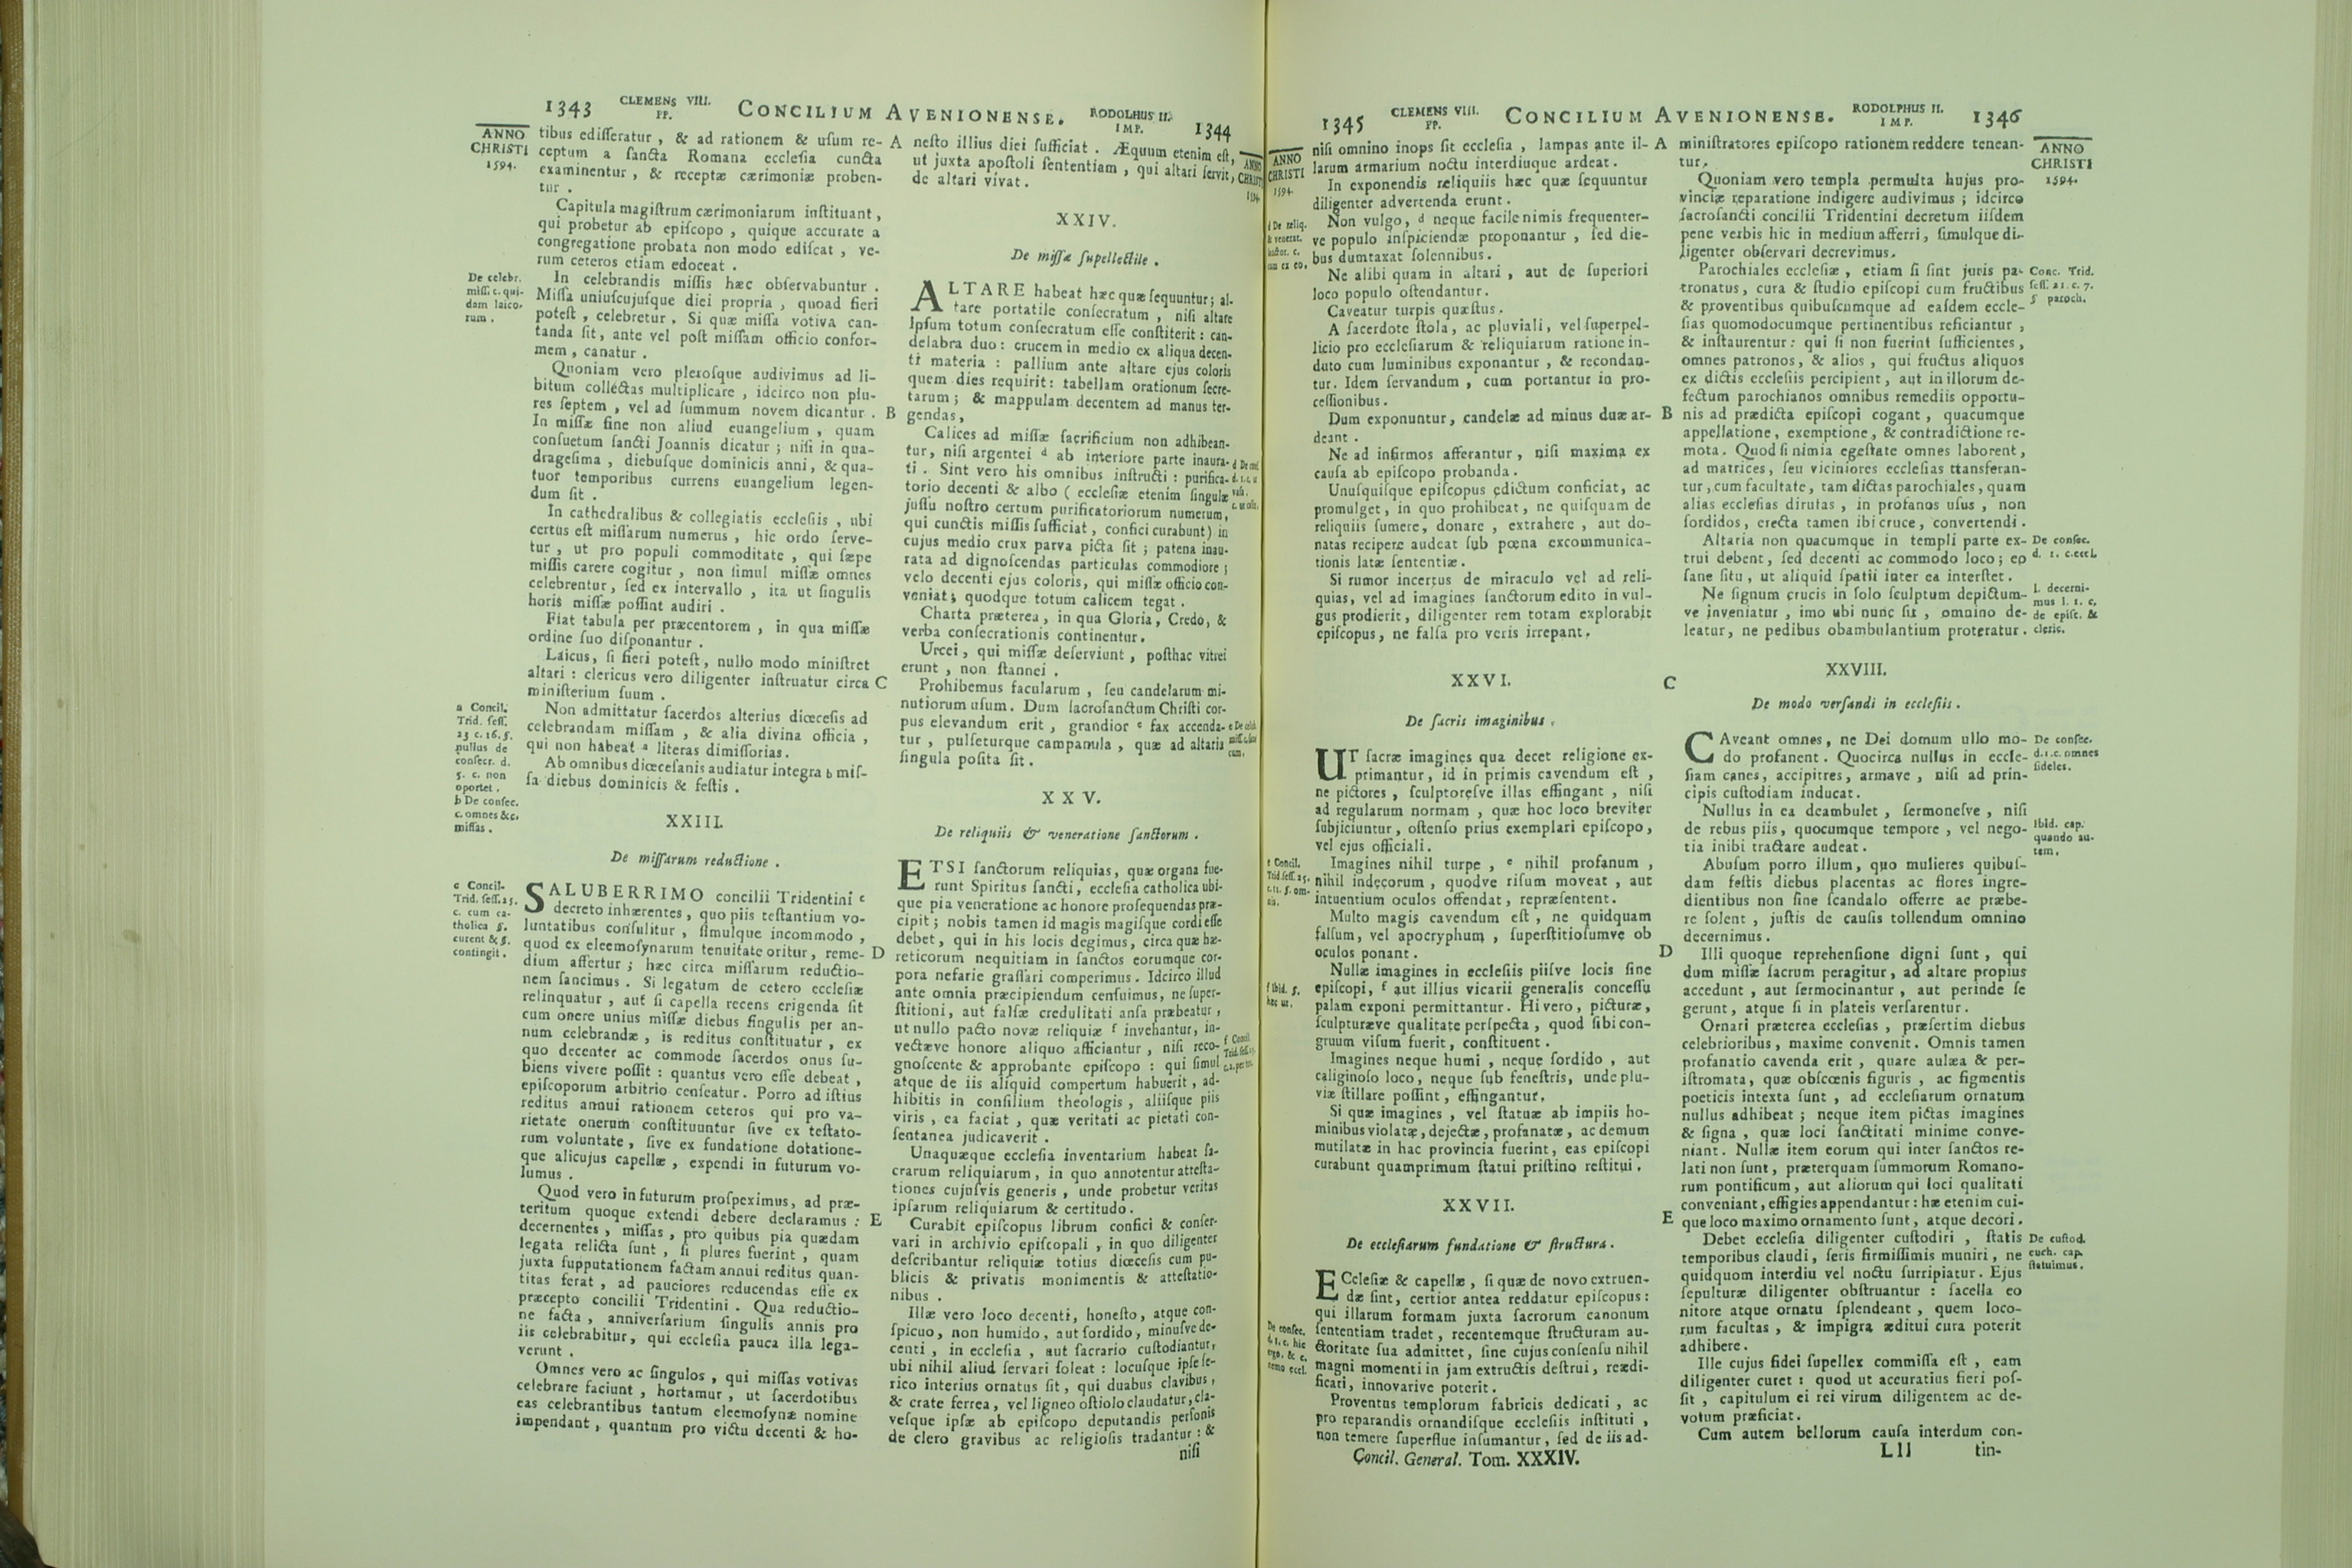 1343 CLEMENS VIII. PP. CONCILIUM AVENIONENSE. RODOLPHUS II. IMP. 1344
ANNO
CHRISTI
1594.
tibus edisseratur, & ad rationem & usum re-
ceptum a sancta Romana ecclesia cuncta
examinentur, & receptæ cærimoniæ proben-
tur.
Capitula magistrum cærimoniarum instituant,
qui probetur ab episcopo, quique accurate a
congregatione probata non modo ediscat, ve-
rum ceteros etiam edoceat.
De celebr.
miss. c. qui-
dam laico-
rum.
In celebrandis missis hæc observabuntur.
Missa uniuscujusque diei propria, quoad fieri
potest, celebretur. Si quæ missa votiva can-
tanda sit, ante vel post missam officio confor-
mem, canatur.
Quoniam vero plerosque audivimus ad li-
bitum collectas multiplicare, idcirco non plu-
res septem, vel ad summum novem dicantur.
In missæ fine non aliud euangelium, quam
consuetum sancti Joannis dicatur; nisi in qua-
dragesima, diebusque dominicis anni, & qua-
tuor temporibus currens euangelium legen-
dum sit.
In cathedralibus & collegiatis ecclesiis, ubi
certus est missarum numerus, hic ordo serve-
tur, ut pro populi commoditate, qui sæpe
missis carere cogitur, non simul missæ omnes
celebrentur, sed ex intervallo, ita ut singulis
horis missæ possint audiri.
Fiat tabula per præcentorem, in qua missæ
ordine suo disponantur.
Laicus, si fieri potest, nullo modo ministret
altari: clericus vero diligenter instruatur circa
ministerium suum.
a Concil.
Trid. sess.
23 c. 16. §.
nullus de
consecr. d.
5. c. non
oportet.
b De consec.
c. omnes &c.
missas.
Non admittatur sacerdos alterius diœcesis ad
celebrandam missam, & alia divina officia,
qui non habeat a literas dimissorias.
Ab omnibus diœcesanis audiatur integra b mis-
sa diebus dominicis & festis.
XXIII.
De missarum reductione.
c Concil.
Trid. sess. 25.
c. cum ca-
tholica §.
curent & §.
contingit.
SALUBERRIMO concilii Tridentini c
decreto inhærentes, quo piis testantium vo-
luntatibus consulitur, simulque incommodo,
quod ex eleemosynarum tenuitate oritur, reme-
dium affertur; hæc circa missarum reductio-
nem sancimus. Si legatum de cetero ecclesiæ
relinquatur, aut si capella recens erigenda sit
cum onere unius missæ diebus singulis per an-
num celebrandæ, is reditus constituatur, ex
quo decenter ac commode sacerdos onus su-
biens vivere possit: quantus vero esse debeat,
episcoporum arbitrio censeatur. Porro ad istius
reditus annui rationem ceteros qui pro va-
rietate onerum constituuntur sive ex testato-
rum voluntate, sive ex fundatione dotatione-
que alicujus capellæ, expendi in futurum vo-
lumus.
Quod vero in futurum prospeximus, ad præ-
teritum quoque extendi debere declaramus:
decernentes, missas, pro quibus pia quædam
legata relicta sunt, si plures fuerint, quam
juxta supputationem factam annui reditus quan-
titas ferat, ad pauciores reducendas esse ex
præcepto concilii Tridentini. Qua reductio-
ne facta, anniversarium singulis annis pro
iis celebrabitur, qui ecclesia pauca illa lega-
verunt.
Omnes vero ac singulos, qui missas votivas
celebrare faciunt, hortamur, ut sacerdotibus
eas celebrantibus tantum eleemosynæ nomine
impendant, quantum pro victu decenti & ho-
A
B
C
D
E
nesto illius diei sufficiat. Æquum etenim est,
ut juxta apostoli sententiam, qui altari servit,
de altari vivat.
ANNO
CHRISTI
1594.
XXIV.
De missæ supellectile.
ALTARE habeat hæc quæ sequuntur; al-
tare portatile consecratum, nisi altare
ipsum totum consecratum esse constiterit: can-
delabra duo: crucem in medio ex aliqua decen-
ti materia: pallium ante altare ejus coloris
quem dies requirit: tabellam orationum secre-
tarum; & mappulam decentem ad manus ter-
gendas,
Calices ad missæ sacrificium non adhibean-
tur, nisi argentei d ab interiore parte inaura-
ti. Sint vero his omnibus instructi: purifica-
torio decenti & albo (ecclesiæ etenim singulæ
jussu nostro certum purificatoriorum numerum,
qui cunctis missis sufficiat, confici curabunt) in
cujus medio crux parva picta sit; patena inau-
rata ad dignoscendas particulas commodiore;
velo decenti ejus coloris, qui missæ officio con-
veniat; quodque totum calicem tegat.
Charta præterea, in qua Gloria, Credo, &
verba consecrationis continentur.
Urcei, qui missæ deserviunt, posthac vitrei
erunt, non stannei.
Prohibemus facularum, seu candelarum mi-
nutiorum usum. Dum sacrosanctum Christi cor-
pus elevandum erit, grandior e fax accenda-
tur, pulseturque campanula, quæ ad altaria
singula posita sit.
XXV.
De reliquiis & veneratione sanctorum.
ETSI sanctorum reliquias, quæ organa fue-
runt Spiritus sancti, ecclesia catholica ubi-
que pia veneratione ac honore prosequendas præ-
cipit; nobis tamen id magis magisque cordi esse
debet, qui in his locis degimus, circa quæ hæ-
reticorum nequitiam in sanctos eorumque cor-
pora nefarie grassari comperimus. Idcirco illud
ante omnia præcipiendum censuimus, ne super-
stitioni, aut falsæ credulitati ansa præbeatur,
ut nullo pacto novæ reliquiæ f invehantur, in-
vectæve honore aliquo afficiantur, nisi reco-
gnoscente & approbante episcopo: qui simul
atque de iis aliquid compertum habuerit, ad-
hibitis in consilium theologis, aliisque piis
viris, ea faciat, quæ veritati ac pietati con-
sentanea judicaverit.
f Concil.
Trid. sess. 25.
Unaquæque ecclesia inventarium habeat sa-
crarum reliquiarum, in quo annotentur attesta-
tiones cujusvis generis, unde probetur veritas
ipsarum reliquiarum & certitudo.
Curabit episcopus librum confici & conser-
vari in archivio episcopali, in quo diligenter
describantur reliquiæ totius diœcesis cum pu-
blicis & privatis monimentis & attestatio-
nibus.
Illæ vero loco decenti, honesto, atque con-
spicuo, non humido, aut sordido, minusve de-
centi, in ecclesia, aut sacrario custodiantur,
ubi nihil aliud servari soleat: locusque ipse se-
rico interius ornatus sit, qui duabus clavibus,
& crate ferrea, vel ligneo ostiolo claudatur, cla-
vesque ipsæ ab episcopo deputandis personis
de clero gravibus ac religiosis tradantur: &
nisi
1345 CLEMENS VIII. PP. CONCILIUM AVENIONENSE. RODOLPHUS II. IMP. 1346
ANNO
CHRISTI
1594.
nisi omnino inops sit ecclesia, lampas ante il-
larum armarium noctu interdiuque ardeat.
In exponendis reliquiis hæc quæ sequuntur
diligenter advertenda erunt.
Non vulgo, d neque facile nimis frequenter-
ve populo inspiciendæ proponantur, sed die-
bus dumtaxat solennibus.
Ne alibi quam in altari, aut de superiori
loco populo ostendantur.
Caveatur turpis quæstus.
A sacerdote stola, ac pluviali, vel superpel-
licio pro ecclesiarum & reliquiarum ratione in-
duto cum luminibus exponantur, & recondan-
tur. Idem servandum, cum portantur in pro-
cessionibus.
Dum exponuntur, candelæ ad minus duæ ar-
deant.
Ne ad infirmos afferantur, nisi maxima ex
causa ab episcopo probanda.
Unusquisque episcopus edictum conficiat, ac
promulget, in quo prohibeat, ne quisquam de
reliquiis sumere, donare, extrahere, aut do-
natas recipere audeat sub pœna excommunica-
tionis latæ sententiæ.
Si rumor incertus de miraculo vel ad reli-
quias, vel ad imagines sanctorum edito in vul-
gus prodierit, diligenter rem totam explorabit
episcopus, ne falsa pro veris irrepant.
XXVI.
De sacris imaginibus.
UT sacræ imagines qua decet religione ex-
primantur, id in primis cavendum est,
ne pictores, sculptoresve illas effingant, nisi
ad regularum normam, quæ hoc loco breviter
subjiciuntur, ostenso prius exemplari episcopo,
vel ejus officiali.
e Concil.
Trid. sess. 25.
Imagines nihil turpe, e nihil profanum,
nihil indecorum, quodve risum moveat, aut
intuentium oculos offendat, repræsentent.
Multo magis cavendum est, ne quidquam
falsum, vel apocryphum, superstitiosumve ob
oculos ponant.
f Ibid. §.
hæc ut.
Nullæ imagines in ecclesiis piisve locis sine
episcopi, f aut illius vicarii generalis concessu
palam exponi permittantur. Hi vero, picturæ,
sculpturæve qualitate perspecta, quod sibi con-
gruum visum fuerit, constituent.
Imagines neque humi, neque sordido, aut
caliginoso loco, neque sub fenestris, unde plu-
viæ stillare possint, effingantur.
Si quæ imagines, vel statuæ ab impiis ho-
minibus violatæ, dejectæ, profanatæ, ac demum
mutilatæ in hac provincia fuerint, eas episcopi
curabunt quamprimum statui pristino restitui.
XXVII.
De ecclesiarum fundatione & structura.
ECclesiæ & capellæ, si quæ de novo extruen-
dæ sint, certior antea reddatur episcopus:
qui illarum formam juxta sacrorum canonum
sententiam tradet, recentemque structuram au-
ctoritate sua admittet, sine cujus consensu nihil
magni momenti in jam extructis destrui, reædi-
ficari, innovarive poterit.
Proventus templorum fabricis dedicati, ac
pro reparandis ornandisque ecclesiis instituti,
non temere superflue insumantur, sed de iis ad-
Concil. General. Tom. XXXIV.
A
B
C
D
E
ministratores episcopo rationem reddere tenean-
tur.
ANNO
CHRISTI
1594.
Quoniam vero templa permulta hujus pro-
vinciæ reparatione indigere audivimus; idcirco
sacrosancti concilii Tridentini decretum iisdem
pene verbis hic in medium afferri, simulque di-
ligenter observari decrevimus.
Conc. Trid.
sess. 21. c. 7.
§ paroch.
Parochiales ecclesiæ, etiam si sint juris pa-
tronatus, cura & studio episcopi cum fructibus
& proventibus quibuscumque ad easdem eccle-
sias quomodocumque pertinentibus reficiantur,
& instaurentur: qui si non fuerint sufficientes,
omnes patronos, & alios, qui fructus aliquos
ex dictis ecclesiis percipient, aut in illorum de-
fectum parochianos omnibus remediis opportu-
nis ad prædicta episcopi cogant, quacumque
appellatione, exemptione, & contradictione re-
mota. Quod si nimia egestate omnes laborent,
ad matrices, seu viciniores ecclesias transferan-
tur, cum facultate, tam dictas parochiales, quam
alias ecclesias dirutas, in profanos usus, non
sordidos, erecta tamen ibi cruce, convertendi.
De consec.
d. 1. c. eccl.
Altaria non quacumque in templi parte ex-
trui debent, sed decenti ac commodo loco; eo
sane situ, ut aliquid spatii inter ea interstet.
l. decerni-
mus l. 1. c.
de episc. &
cleric.
Ne signum crucis in solo sculptum depictum-
ve inveniatur, imo ubi nunc sit, omnino de-
leatur, ne pedibus obambulantium proteratur.
XXVIII.
De modo versandi in ecclesiis.
De consec.
d. 1. c. omnes
fideles.
CAveant omnes, ne Dei domum ullo mo-
do profanent. Quocirca nullus in eccle-
siam canes, accipitres, armave, nisi ad prin-
cipis custodiam inducat.
Ibid. cap.
quando au-
tem.
Nullus in ea deambulet, sermonesve, nisi
de rebus piis, quocumque tempore, vel nego-
tia inibi tractare audeat.
Abusum porro illum, quo mulieres quibus-
dam festis diebus placentas ac flores ingre-
dientibus non sine scandalo offerre ac præbe-
re solent, justis de causis tollendum omnino
decernimus.
Illi quoque reprehensione digni sunt, qui
dum missæ sacrum peragitur, ad altare propius
accedunt, aut sermocinantur, aut perinde se
gerunt, atque si in plateis versarentur.
Ornari præterea ecclesias, præsertim diebus
celebrioribus, maxime convenit. Omnis tamen
profanatio cavenda erit, quare aulæa & per-
istromata, quæ obscœnis figuris, ac figmentis
poeticis intexta sunt, ad ecclesiarum ornatum
nullus adhibeat; neque item pictas imagines
& signa, quæ loci sanctitati minime conve-
niant. Nullæ item eorum qui inter sanctos re-
lati non sunt, præterquam summorum Romano-
rum pontificum, aut aliorum qui loci qualitati
conveniant, effigies appendantur: hæ etenim cui-
que loco maximo ornamento sunt, atque decori.
De custod.
euch. cap.
statuimus.
Debet ecclesia diligenter custodiri, statis
temporibus claudi, seris firmissimis muniri, ne
quidquom interdiu vel noctu surripiatur. Ejus
sepulturæ diligenter obstruantur: sacella eo
nitore atque ornatu splendeant, quem loco-
rum facultas, & impigra æditui cura poterit
adhibere.
Ille cujus fidei supellex commissa est, eam
diligenter curet: quod ut accuratius fieri pos-
sit, capitulum ei rei virum diligentem ac de-
votum præficiat.
Cum autem bellorum causa interdum con-
Lll tin-